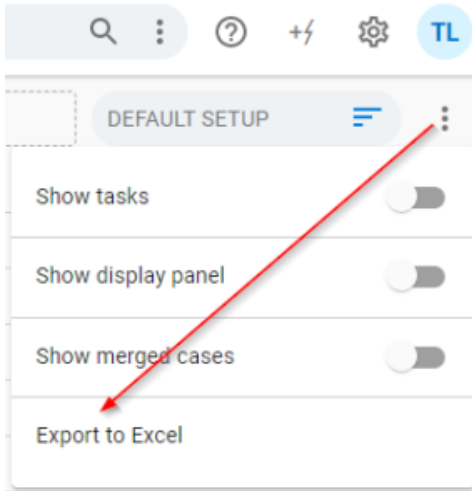 TL
DEFAULT SETUP
Show tasks
Show display panel
Show merged cases
Export to Excel